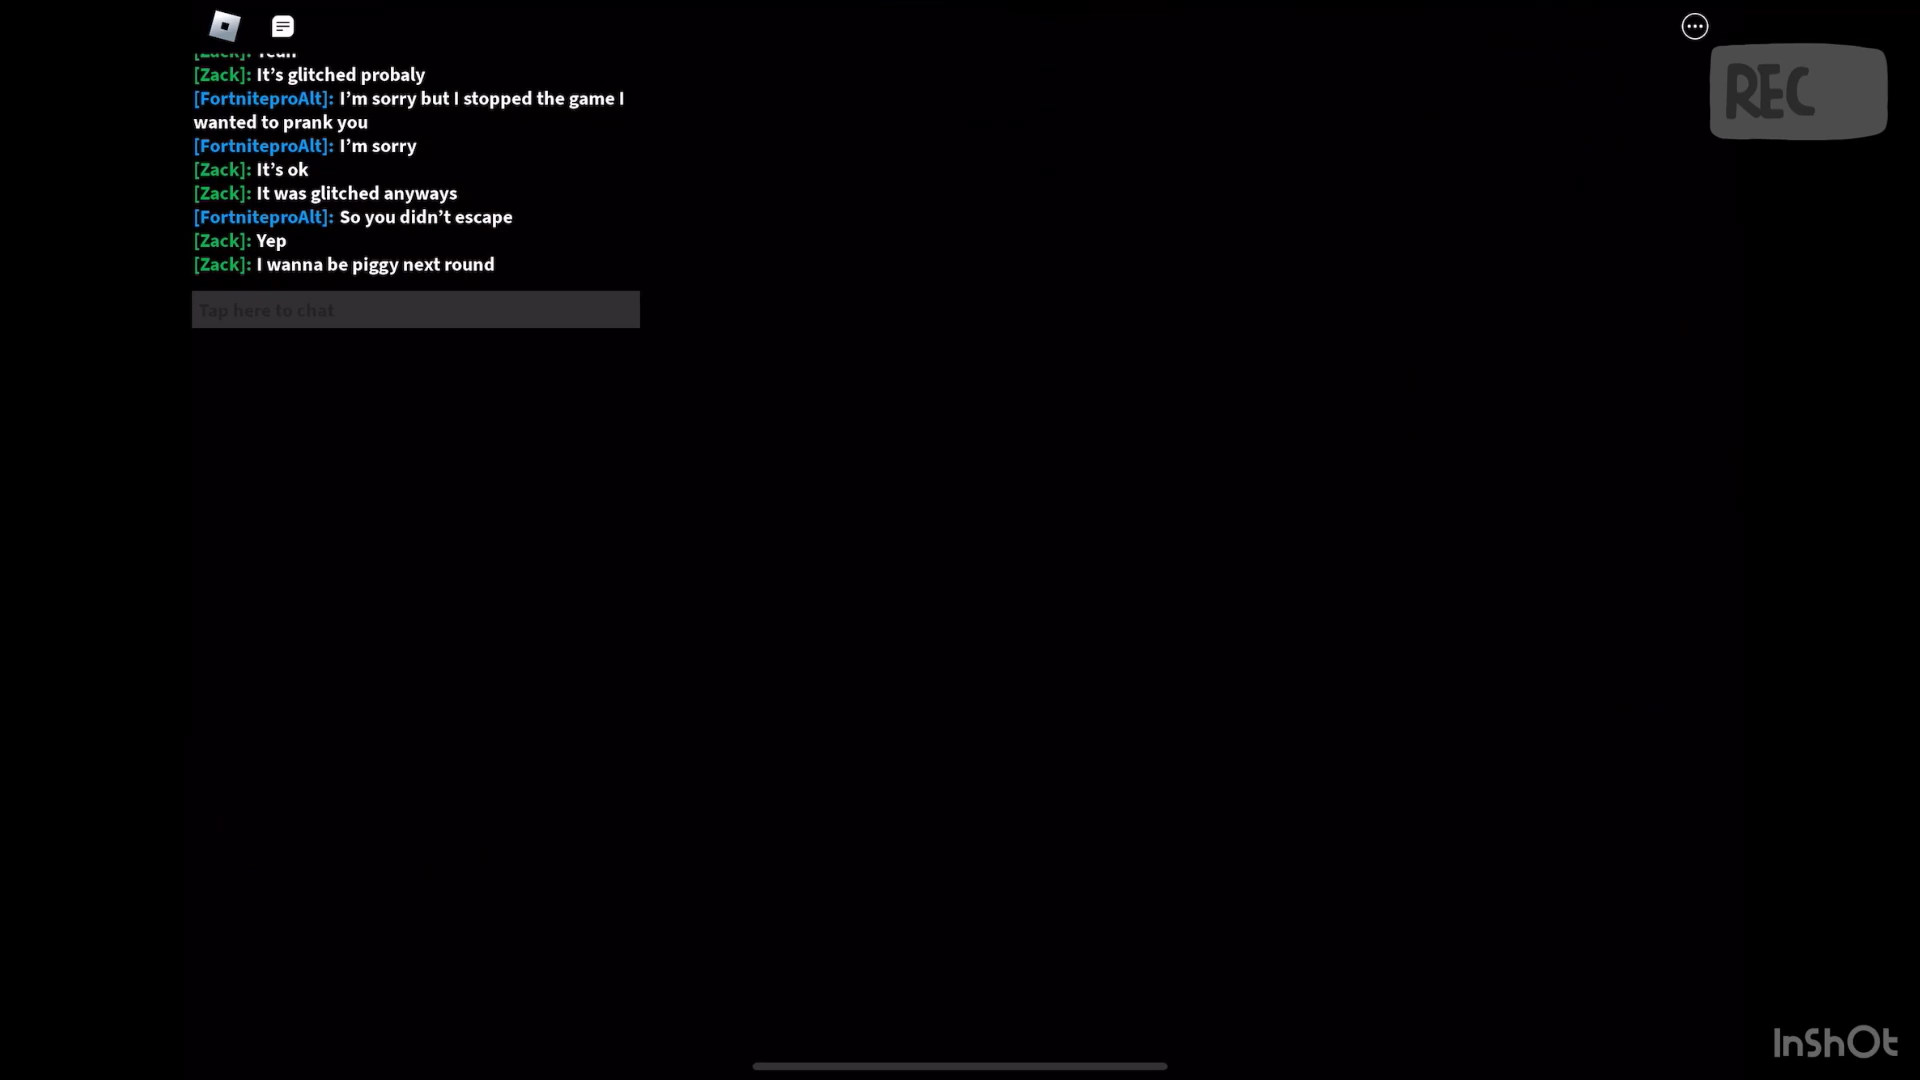 [Zack]: Yeah
[Zack]: It's glitched probaly
[FortniteproAlt]: I'm sorry but I stopped the game I
wanted to prank you
[FortniteproAlt]: I'm sorry
[Zack]: It's ok
[Zack]: It was glitched anyways
[FortniteproAlt]: So you didn't escape
[Zack]: Yep
[Zack]: I wanna be piggy next round
Tap here to chat
REC
InShOt